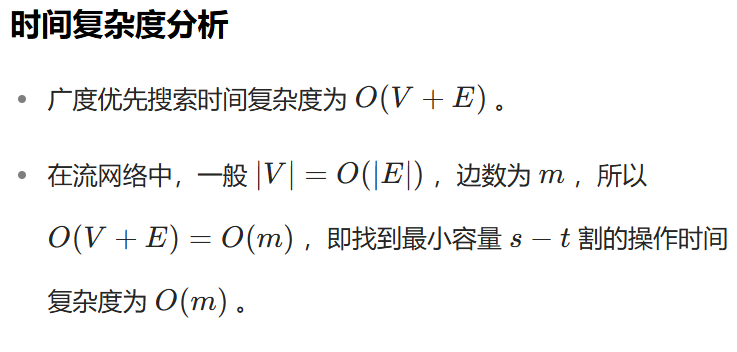 时间复杂度分析
• 广度优先搜索时间复杂度为 O(V + E) 。
• 在流网络中，一般 |V| = O(|E|) ，边数为 m ，所以
O(V + E) = O(m) ，即找到最小容量 s − t 割的操作时间
复杂度为 O(m) 。